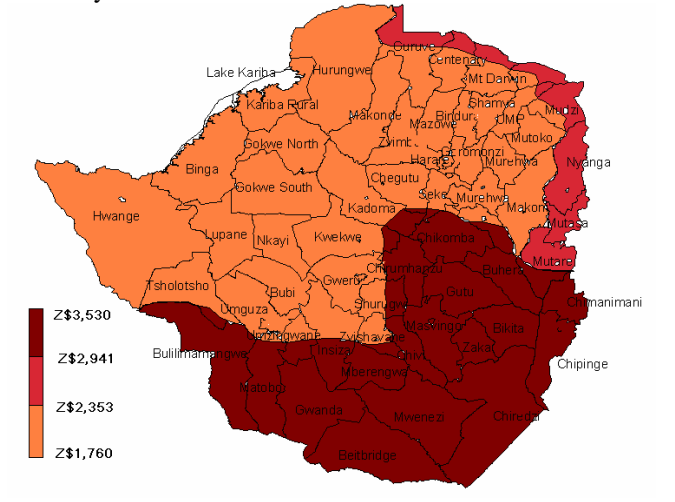 Guruve
Centenary
Lake Kariba
Hurungwe
Mt Darwin
Kariba Rural
Shamva
Mudzi
Makonde
Mazowe
Bindura
UMP
Zvimb
Mutoko
Gokwe North
Harare
Goromonzi
Murehwa
Nyanga
Binga
Chegutu
Gokwe South
Seke
Murehwa
Hwange
Kadoma
Makoni
Mutasa
Lupane
Nkayi
Kwekwe
Chikomba
Mutare
Chirumhanzu
Buhera
Tsholotsho
Bubi
Gweru
Gutu
Umguza
Shurugwi
Chimanimani
Z$3,530
Masvingo
Bikita
Umzingwane
Zvishavane
Bulilimamangwe
Insiza
Chivi
Zaka
Z$2,941
Chipinge
Matobo
Mberengwa
Z$2,353
Gwanda
Mwenezi
Chiredzi
Z$1,760
Beitbridge